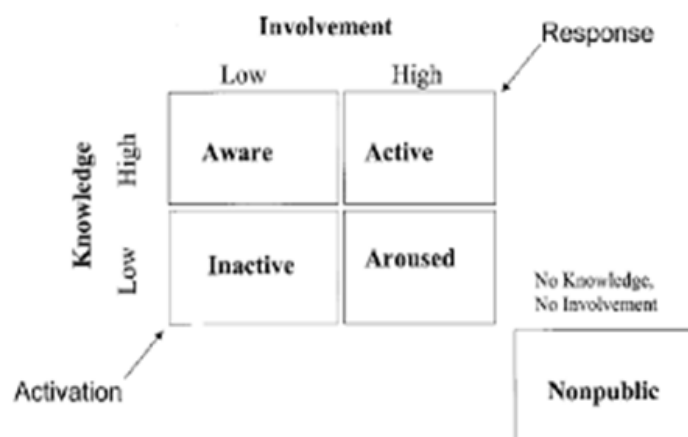 Involvement
Response
Low
High
Knowledge
High
Aware
Active
Low
Inactive
Aroused
No Knowledge,
No Involvement
Activation
Nonpublic